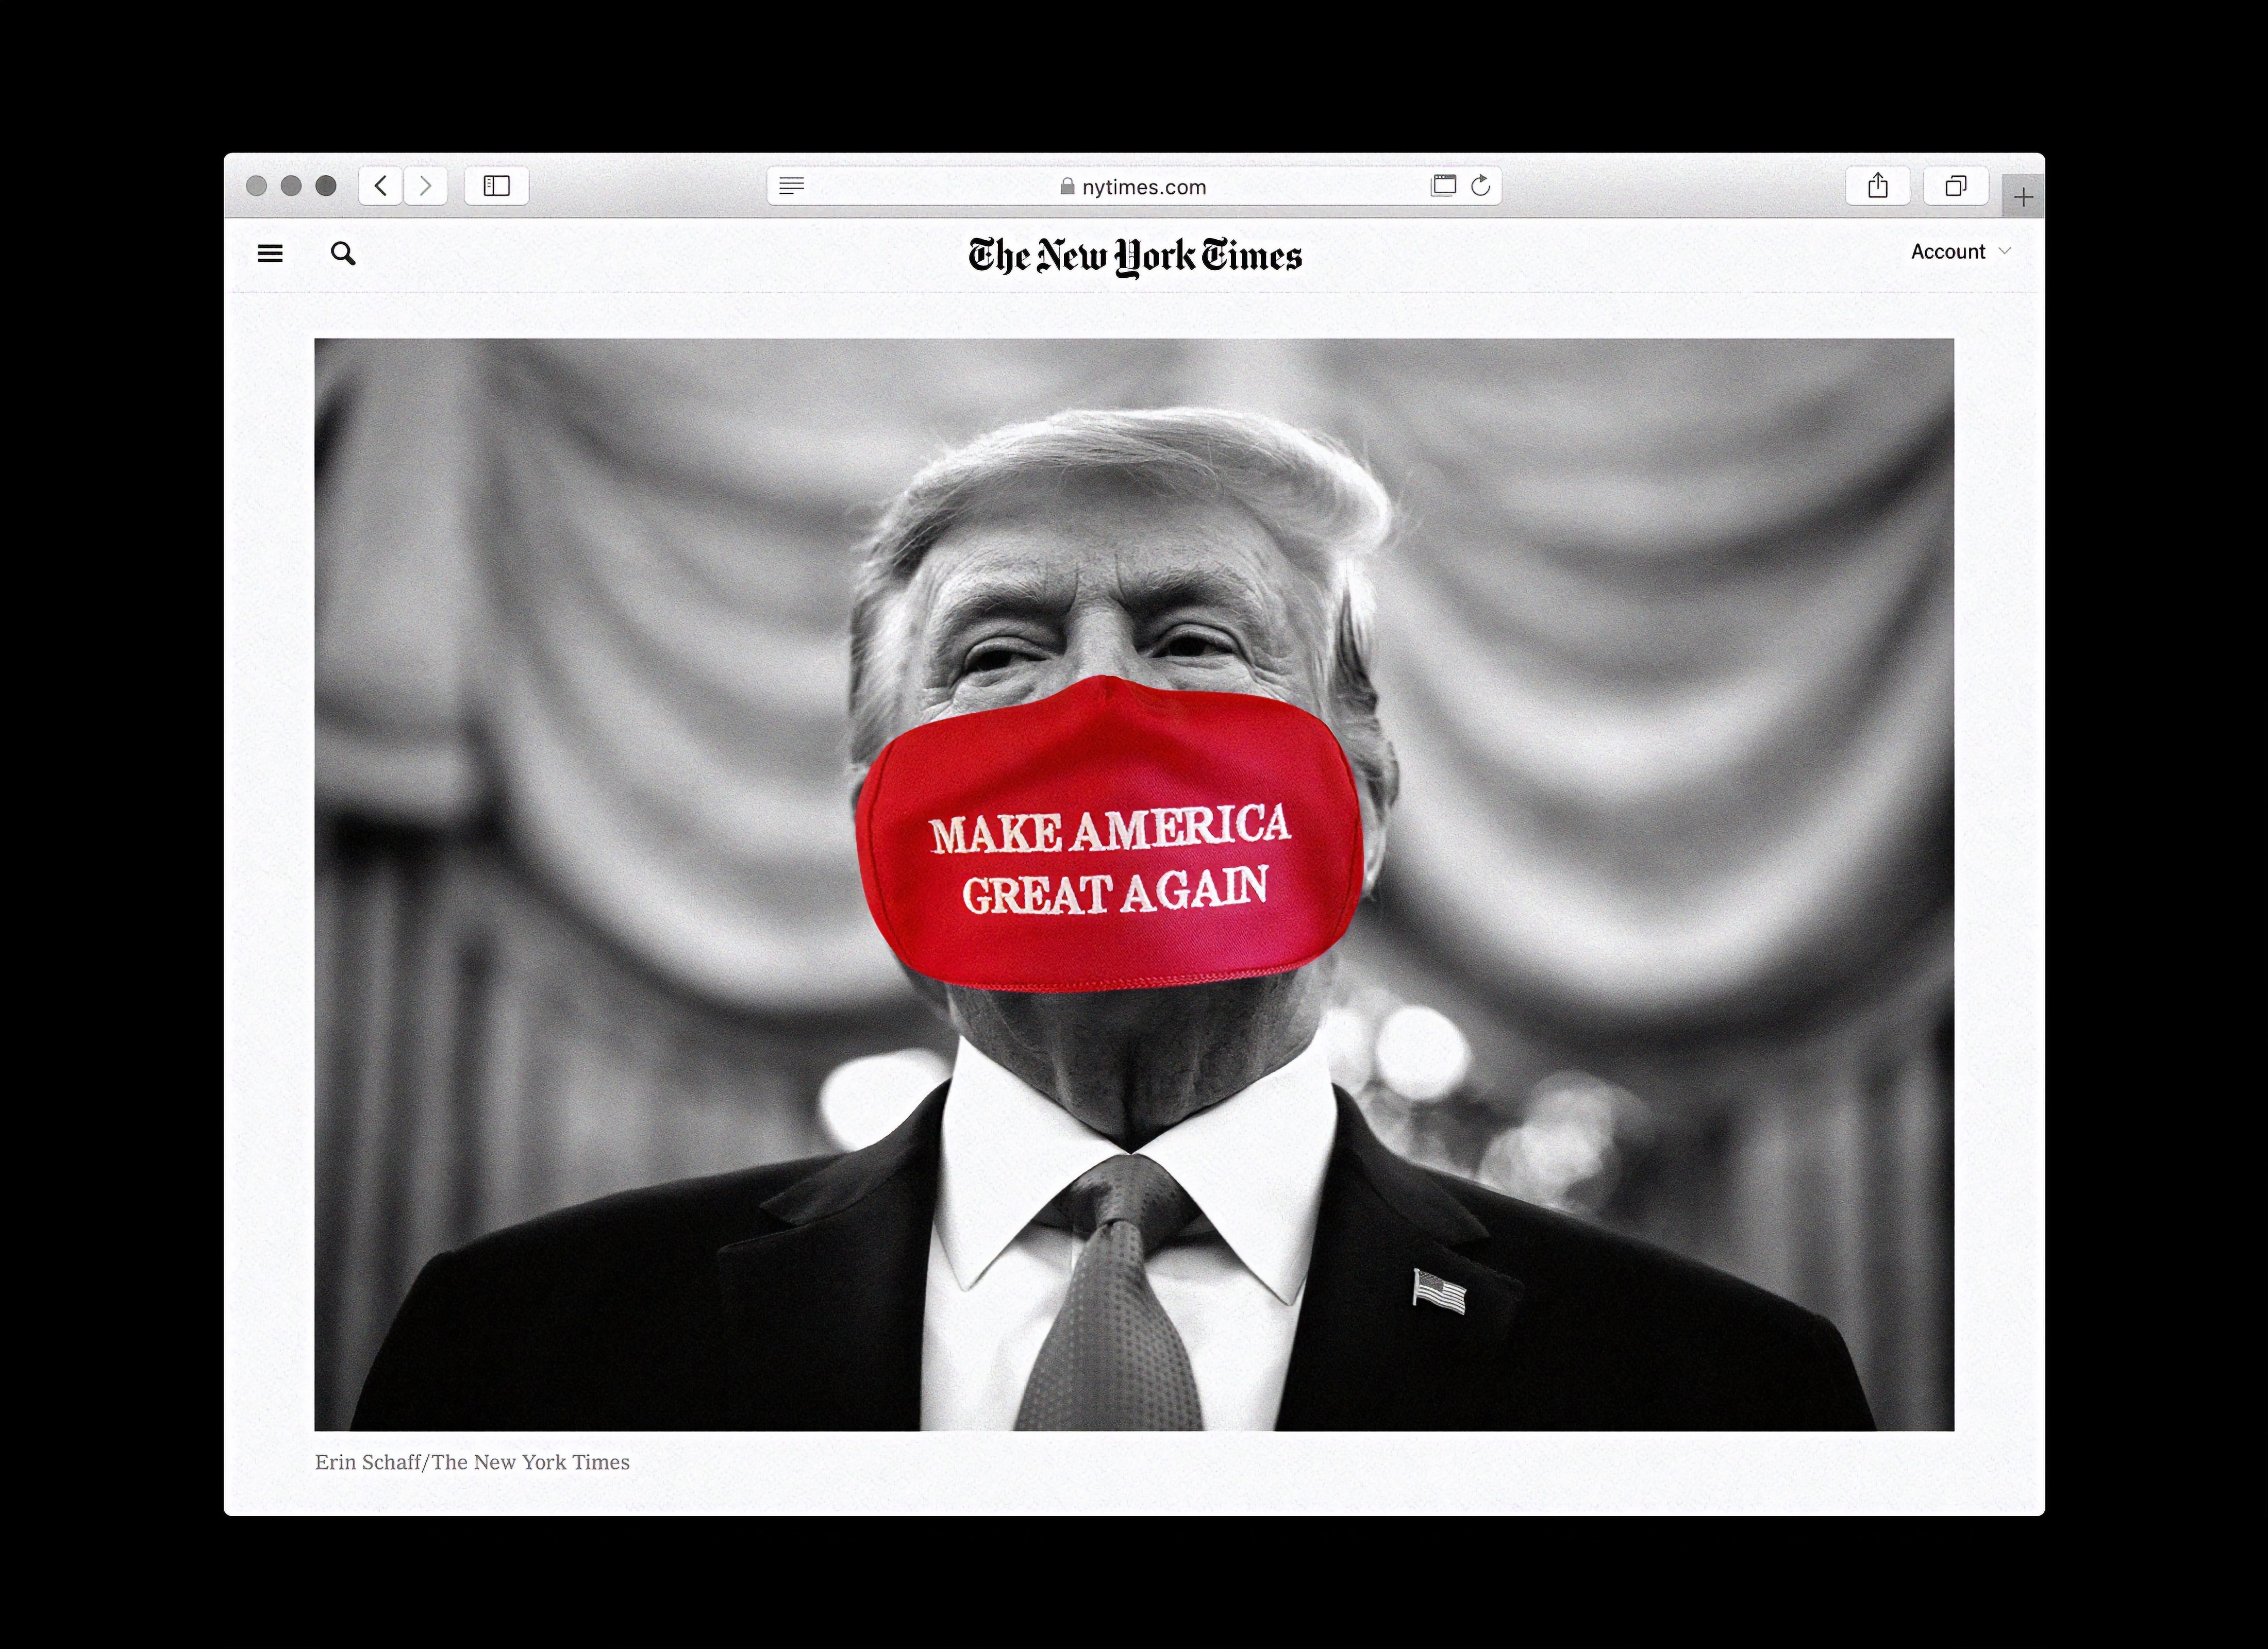 nytimes.com
The New York Times
Account
MAKE AMERICA
GREAT AGAIN
Erin Schaff/The New York Times